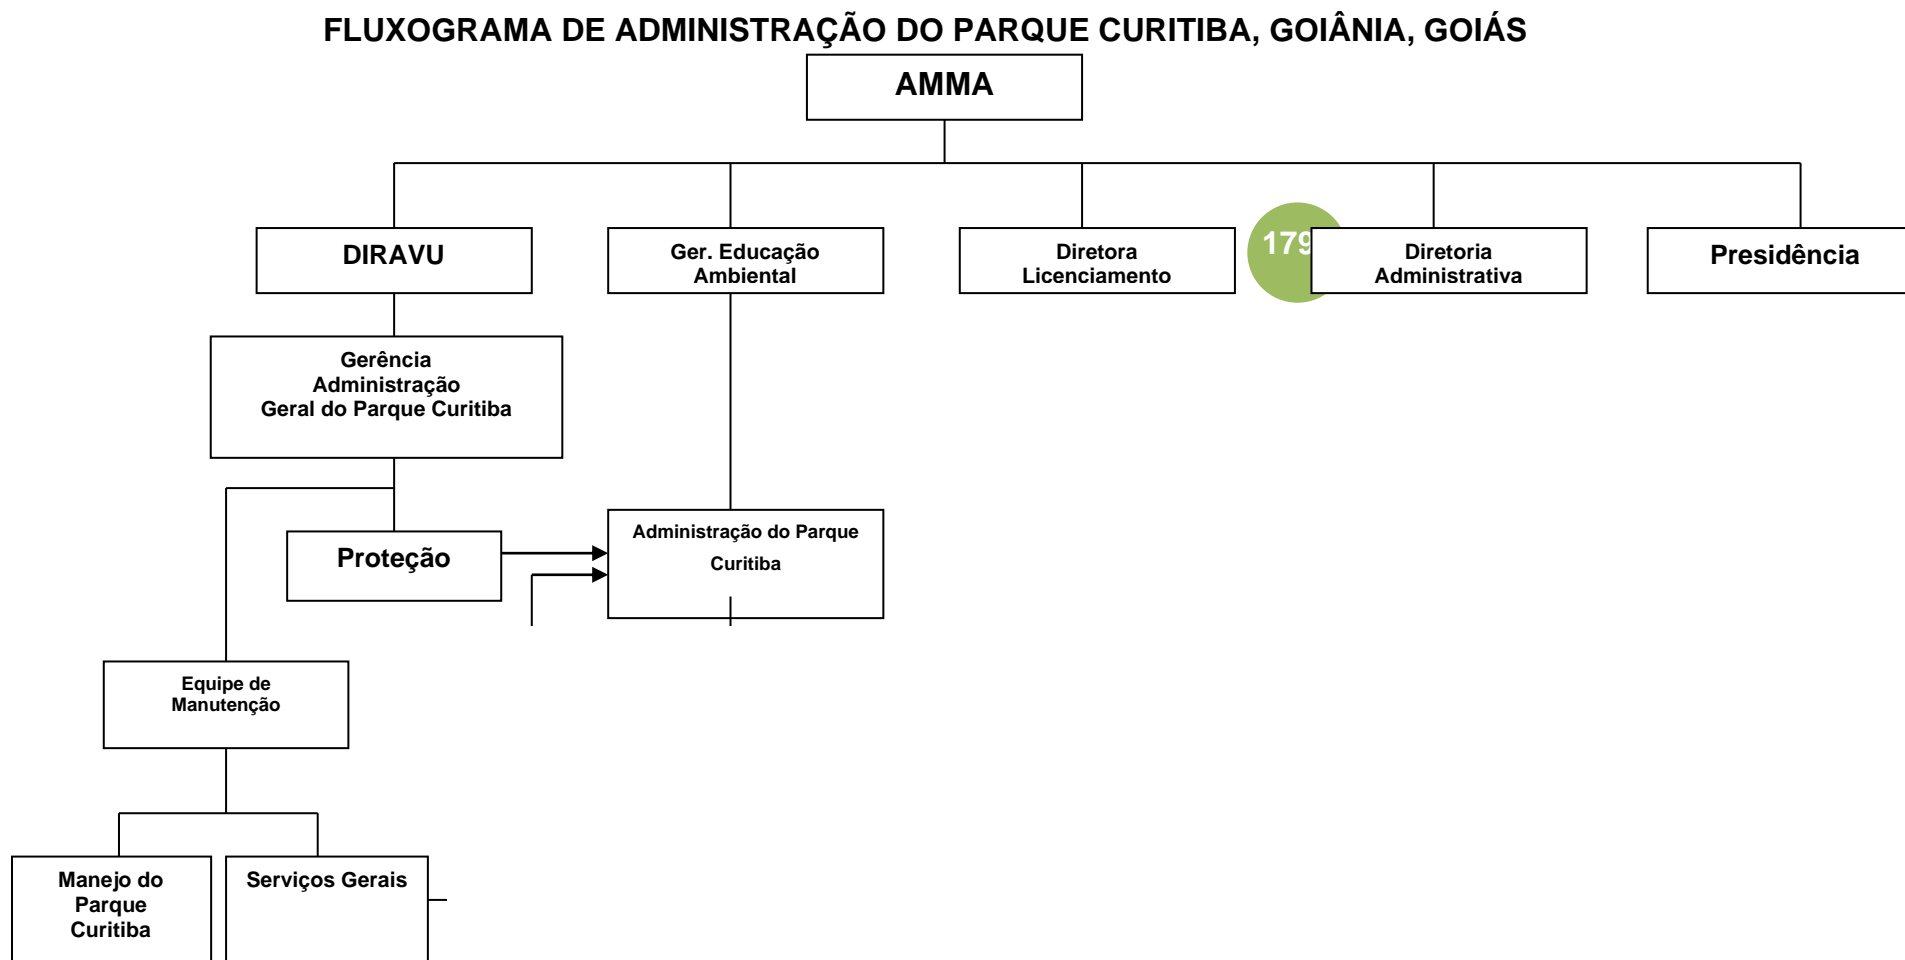 FLUXOGRAMA DE ADMINISTRAÇÃO DO PARQUE CURITIBA, GOIÂNIA, GOIÁS
AMMA
DIRAVU
Ger. Educação
Ambiental
Diretora
Licenciamento
179
Diretoria
Administrativa
Presidência
Gerência
Administração
Geral do Parque Curitiba
Proteção
Administração do Parque
Curitiba
Equipe de
Manutenção
Manejo do
Parque
Curitiba
Serviços Gerais